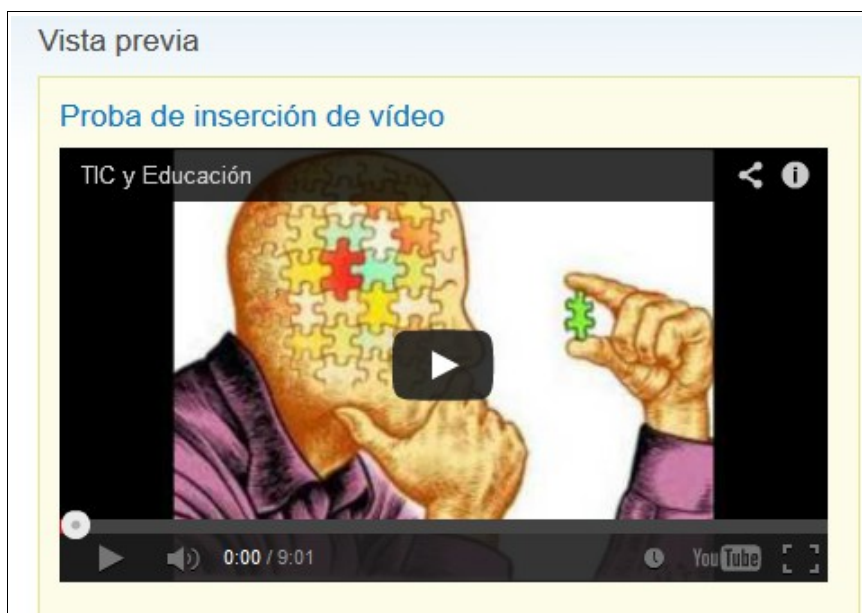 Vista previa
Proba de inserción de vídeo
TIC y Educación
0:00 / 9:01
YouTube